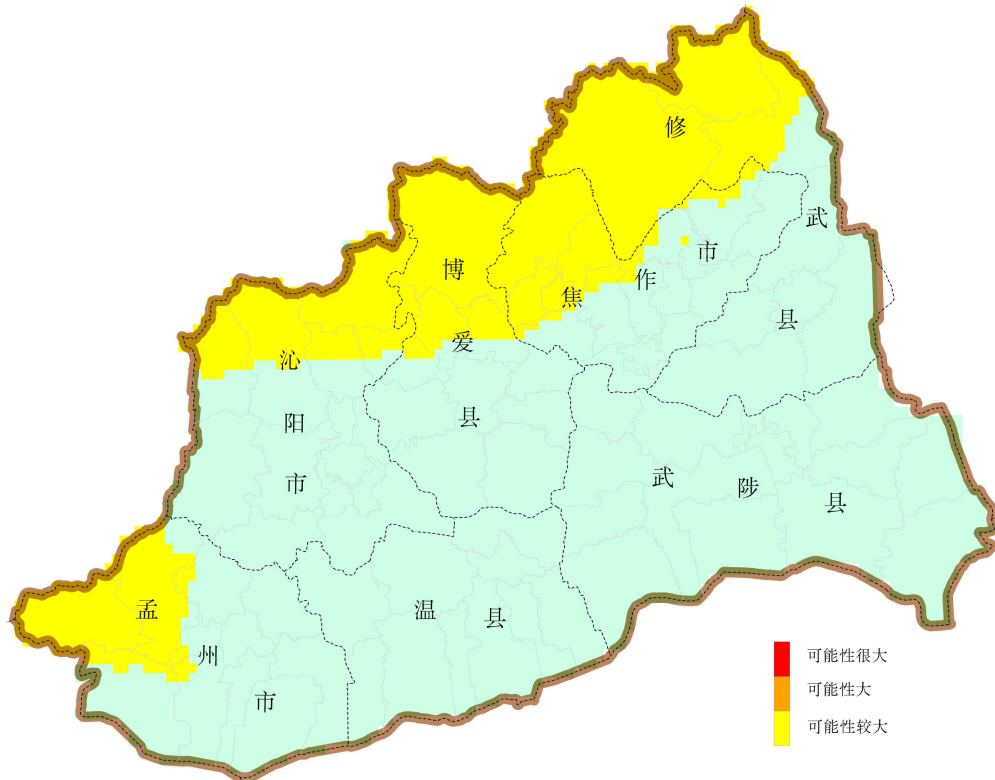 修武县
焦作市
博爱县
沁阳市
武陟县
温县
孟州市
可能性很大
可能性大
可能性较大